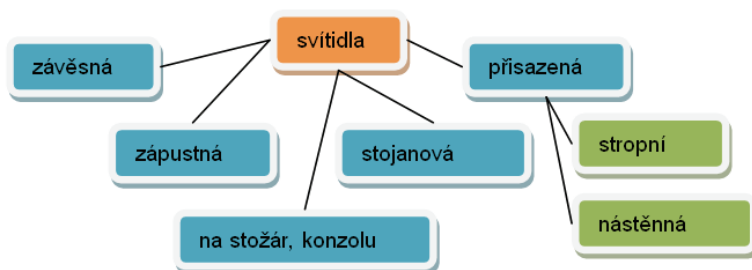 svítidla
závěsná
přisazená
zápustná
stojanová
stropní
na stožár, konzolu
nástěnná